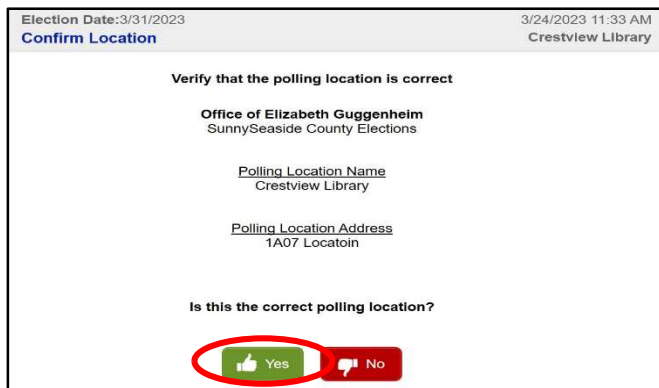 Election Date:3/31/2023
3/24/2023 11:33 AM
Confirm Location
Crestview Library
Verify that the polling location is correct
Office of Elizabeth Guggenheim
SunnySeaside County Elections
Polling Location Name
Crestview Library
Polling Location Address
1A07 Locatoin
Is this the correct polling location?
Yes
No